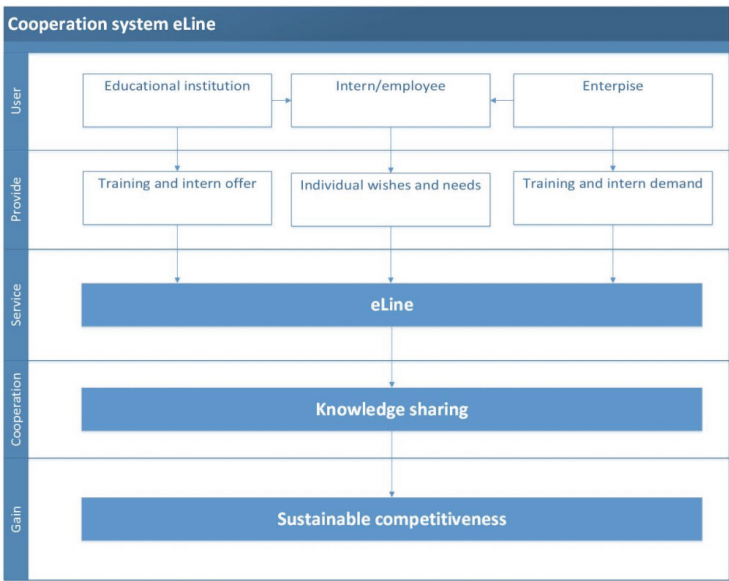 Cooperation system eLine
User
Educational institution
Intern/employee
Enterpise
Provide
Training and intern offer
Individual wishes and needs
Training and intern demand
Service
eLine
Cooperation
Knowledge sharing
Gain
Sustainable competitiveness